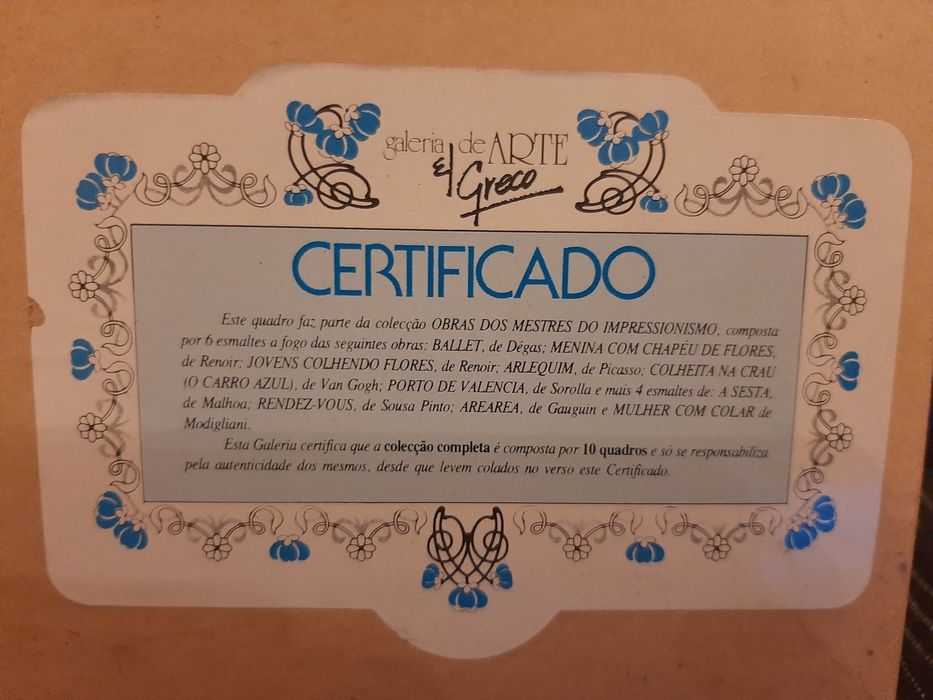 galeria de ARTE
El Greco
CERTIFICADO
Este quadro faz parte da colecção OBRAS DOS MESTRES DO IMPRESSIONISMO, composta
por 6 esmaltes a fogo das seguintes obras: BALLET, de Dégas; MENINA COM CHAPÉU DE FLORES,
de Renoir; JOVENS COLHENDO FLORES, de Renoir; ARLEQUIM, de Picasso; COLHEITA NA CRAU
(O CARRO AZUL), de Van Gogh; PORTO DE VALENCIA, de Sorolla e mais 4 esmaltes de: A SESTA,
de Malhoa; RENDEZ-VOUS, de Sousa Pinto; AREAREA, de Gauguin e MULHER COM COLAR de
Modigliani.
Esta Galeria certifica que a colecção completa é composta por 10 quadros e só se responsabiliza
pela autenticidade dos mesmos, desde que levem colados no verso este Certificado.